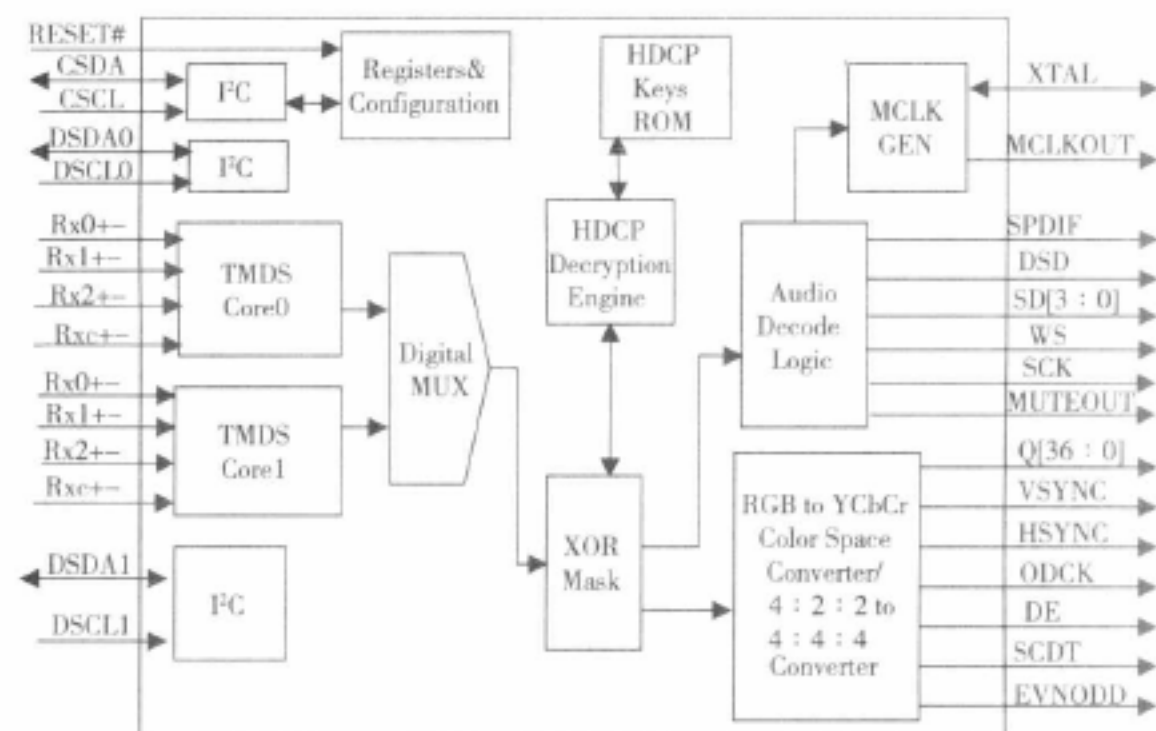 RESET#
CSDA
CSCL
I²C
Registers&
Configuration
DSDA0
DSCL0
I²C
Rx0+-
Rx1+-
Rx2+-
Rxc+-
TMDS
Core0
Rx0+-
Rx1+-
Rx2+-
Rxc+-
TMDS
Core1
DSDA1
DSCL1
I²C
Digital
MUX
HDCP
Keys
ROM
HDCP
Decryption
Engine
XOR
Mask
MCLK
GEN
XTAL
MCLKOUT
Audio
Decode
Logic
SPDIF
DSD
SD[3 : 0]
WS
SCK
MUTEOUT
RGB to YCbCr
Color Space
Converter/
4 : 2 : 2 to
4 : 4 : 4
Converter
Q[36 : 0]
VSYNC
HSYNC
ODCK
DE
SCDT
EVNODD